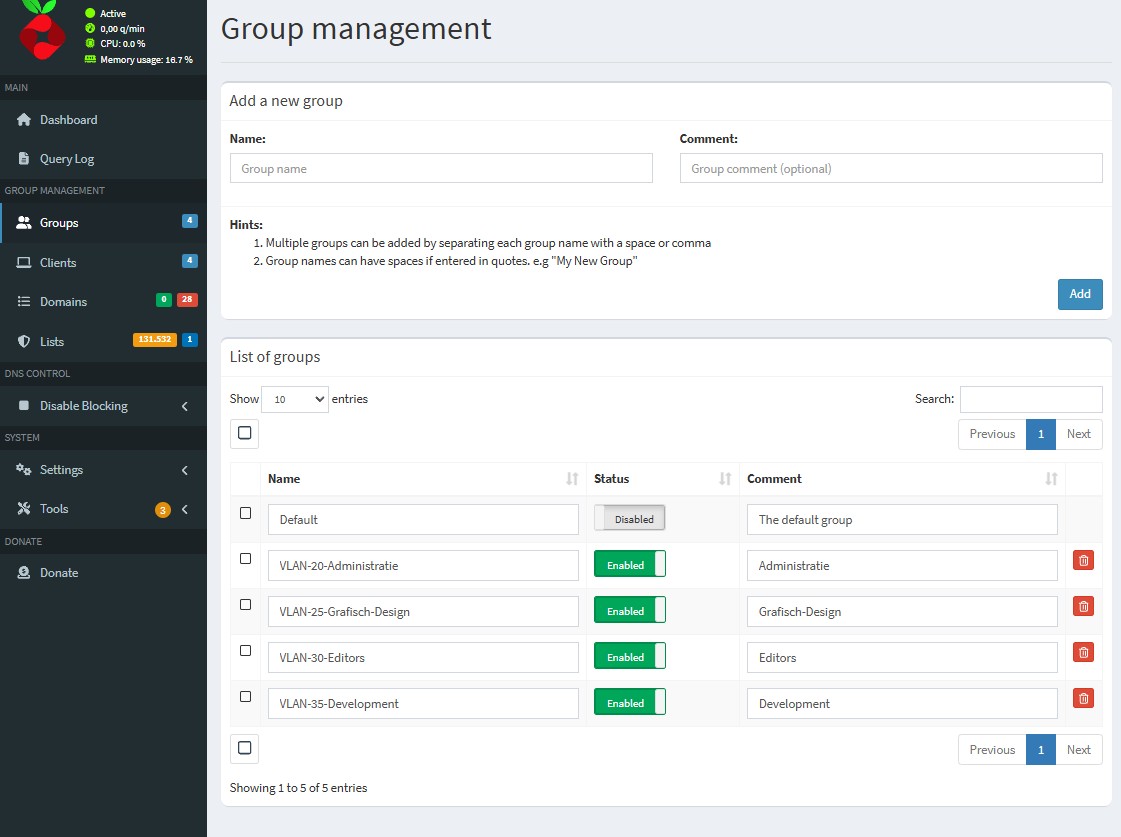 Active
0,00 q/min
CPU: 0.0 %
Memory usage: 16.7 %
MAIN
Dashboard
Query Log
GROUP MANAGEMENT
Groups 4
Clients 4
Domains 0 28
Lists 131.532 1
DNS CONTROL
Disable Blocking
SYSTEM
Settings
Tools 3
DONATE
Donate
Group management
Add a new group
Name: Comment:
Group name Group comment (optional)
Hints:
1. Multiple groups can be added by separating each group name with a space or comma
2. Group names can have spaces if entered in quotes. e.g "My New Group"
Add
List of groups
Show 10 entries Search:
Previous 1 Next
Name Status Comment
Default Disabled The default group
VLAN-20-Administratie Enabled Administratie
VLAN-25-Grafisch-Design Enabled Grafisch-Design
VLAN-30-Editors Enabled Editors
VLAN-35-Development Enabled Development
Previous 1 Next
Showing 1 to 5 of 5 entries